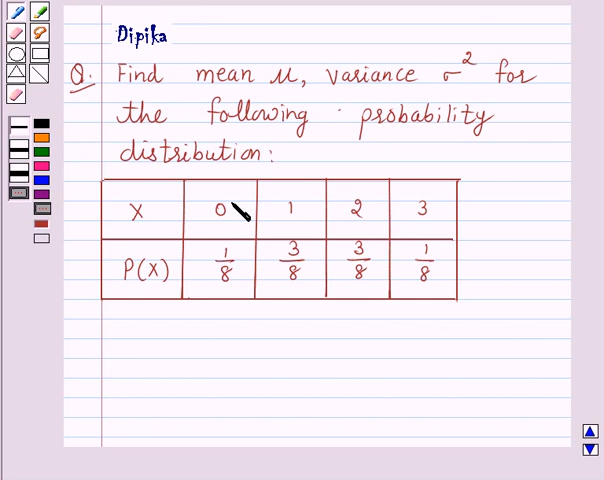 Dipika
Q. Find mean μ, variance σ² for
the following probability
distribution:
X 0 1 2 3
P(X) 1/8 3/8 3/8 1/8